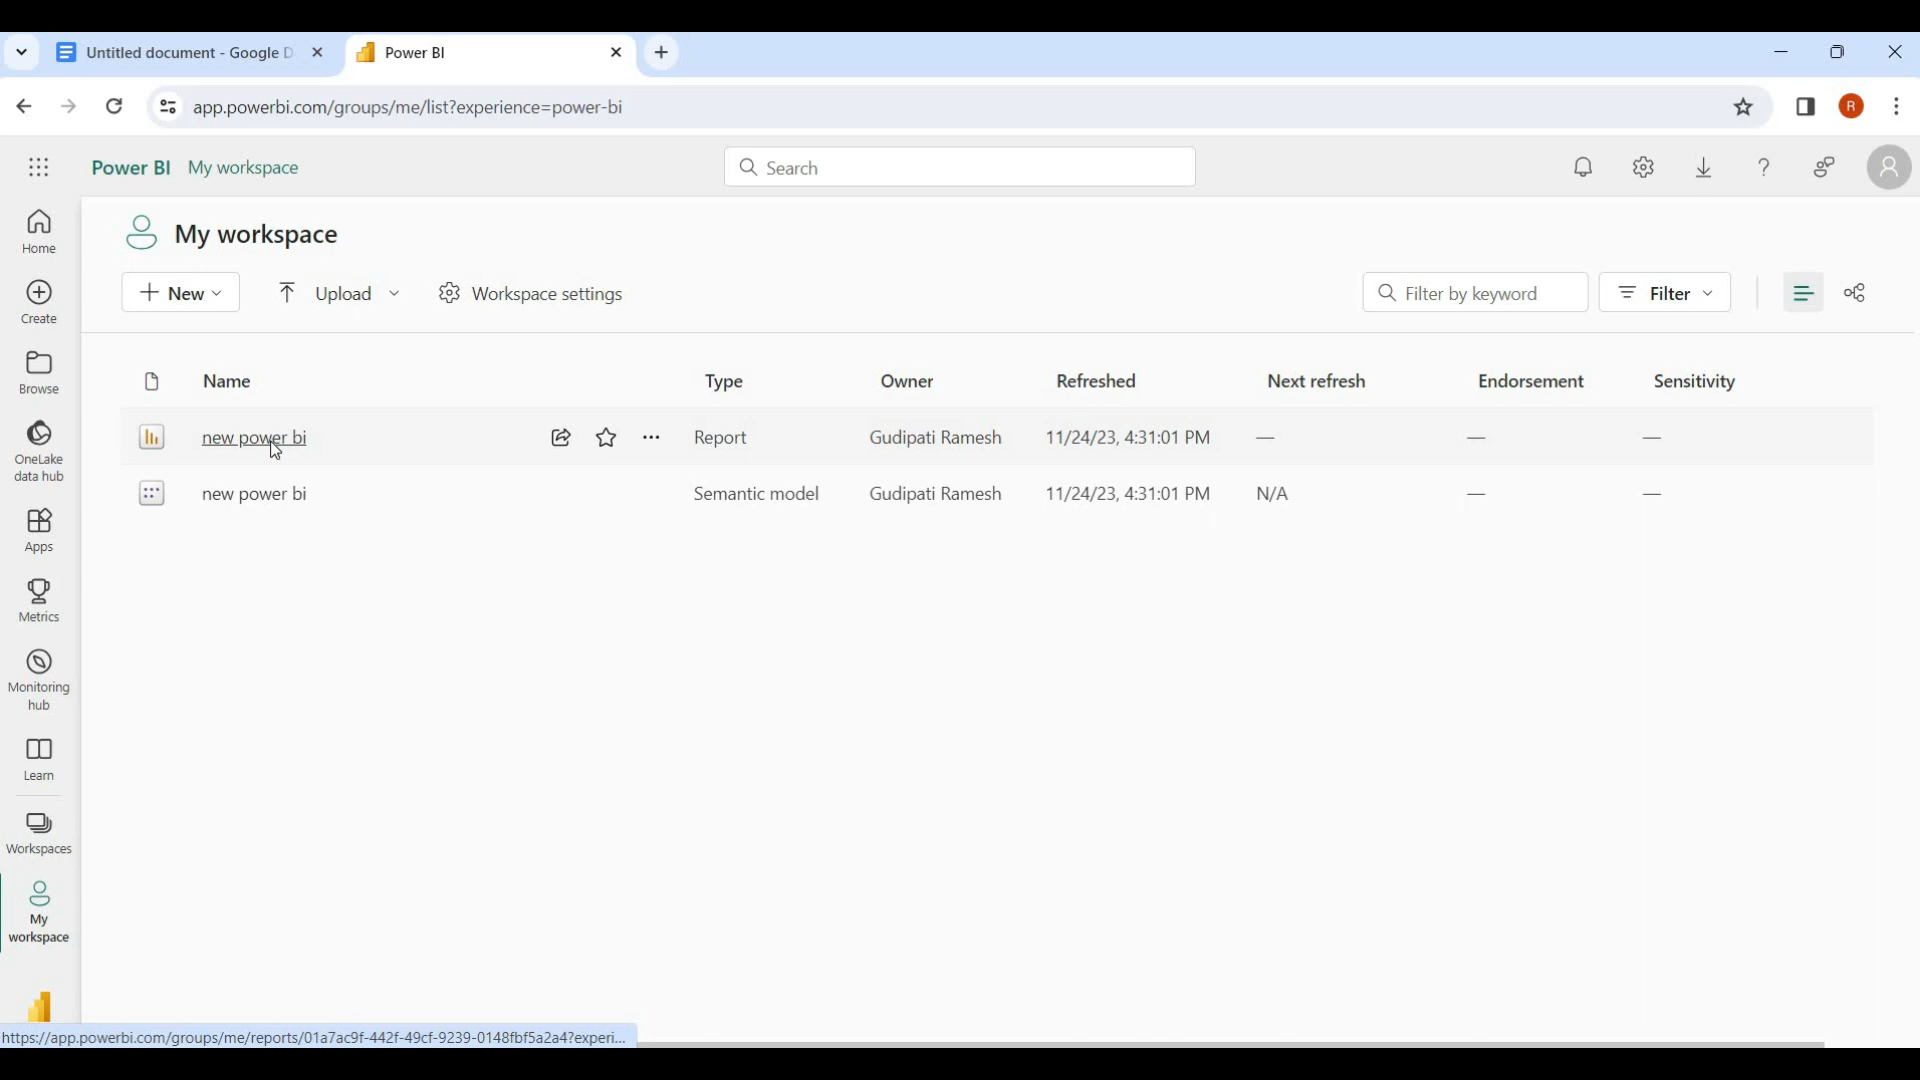 Untitled document - Google D
Power BI
app.powerbi.com/groups/me/list?experience=power-bi
R
Power BI My workspace
Search
Home
Create
Browse
OneLake
data hub
Apps
Metrics
Monitoring
hub
Learn
Workspaces
My
workspace
My workspace
New
Upload
Workspace settings
Filter by keyword
Filter
Name Type Owner Refreshed Next refresh Endorsement Sensitivity
new power bi Report Gudipati Ramesh 11/24/23, 4:31:01 PM — — —
new power bi Semantic model Gudipati Ramesh 11/24/23, 4:31:01 PM N/A — —
https://app.powerbi.com/groups/me/reports/01a7ac9f-442f-49cf-9239-0148fbf5a2a4?experi...